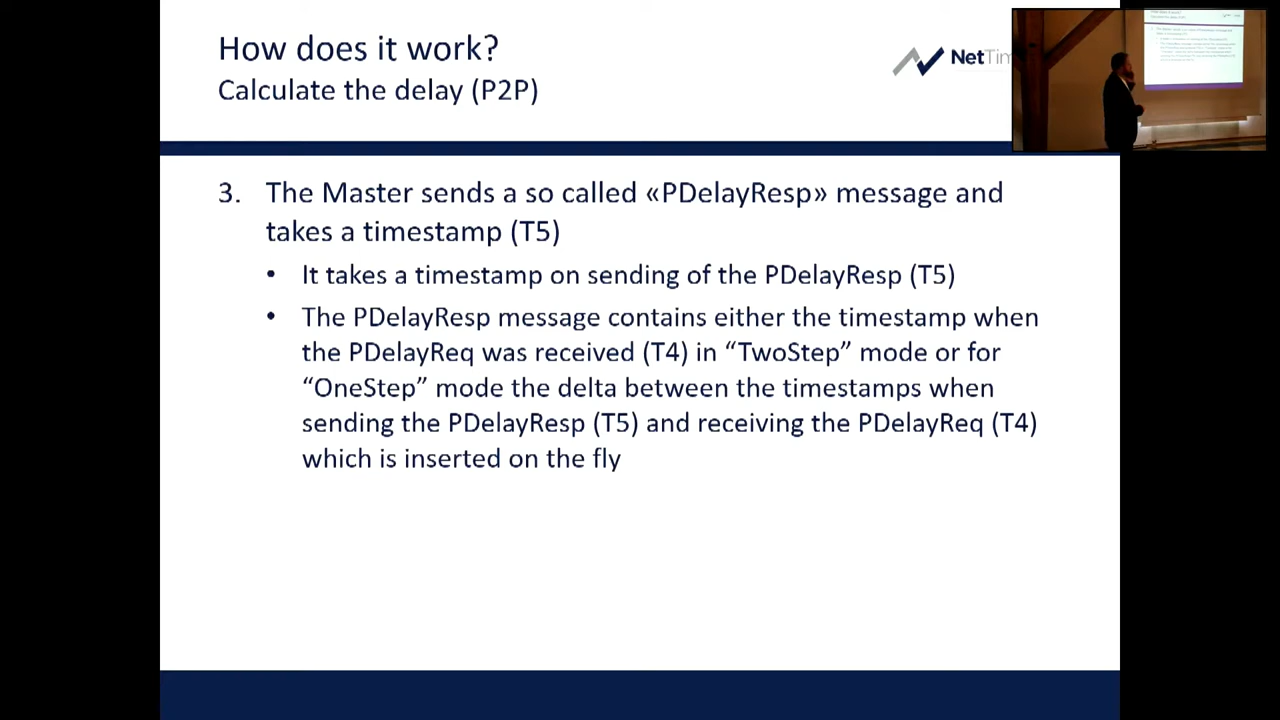 How does it work?
Calculate the delay (P2P)
NetTim
3. The Master sends a so called «PDelayResp» message and
takes a timestamp (T5)
• It takes a timestamp on sending of the PDelayResp (T5)
• The PDelayResp message contains either the timestamp when
the PDelayReq was received (T4) in “TwoStep” mode or for
“OneStep” mode the delta between the timestamps when
sending the PDelayResp (T5) and receiving the PDelayReq (T4)
which is inserted on the fly